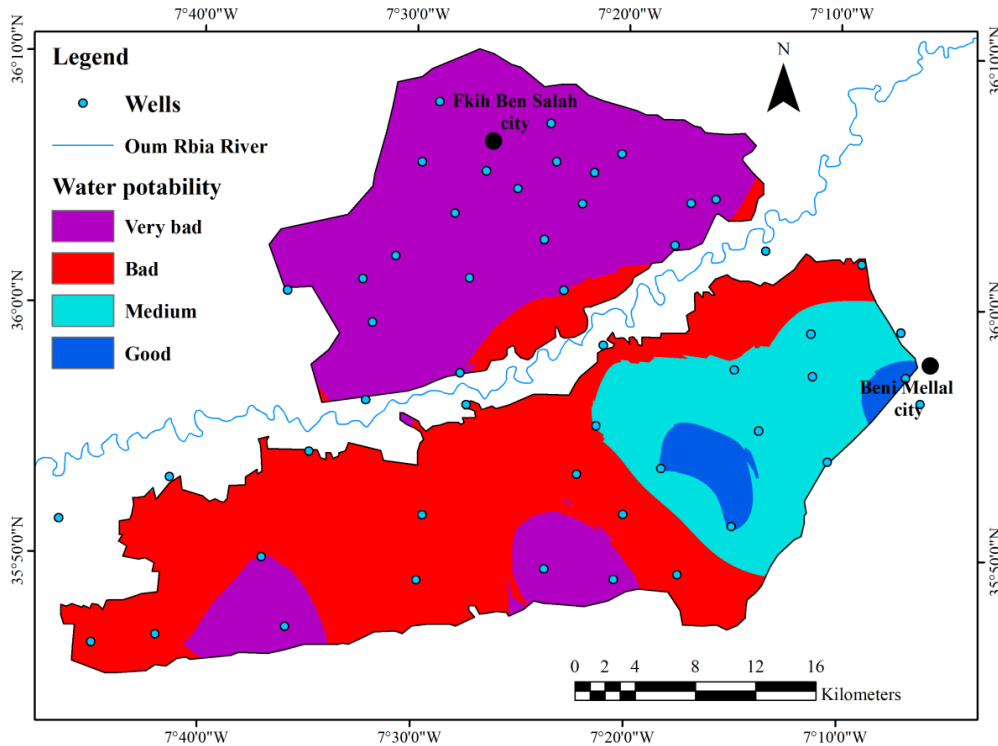 7°40'0"W
7°30'0"W
7°20'0"W
7°10'0"W
36°10'0"N
36°10'0"N
Legend
Wells
Oum Rbia River
Water potability
Very bad
Bad
Medium
Good
N
Fkih Ben Salah
city
36°0'0"N
36°0'0"N
Beni Mellal
city
35°50'0"N
35°50'0"N
0 2 4 8 12 16
Kilometers
7°40'0"W
7°30'0"W
7°20'0"W
7°10'0"W